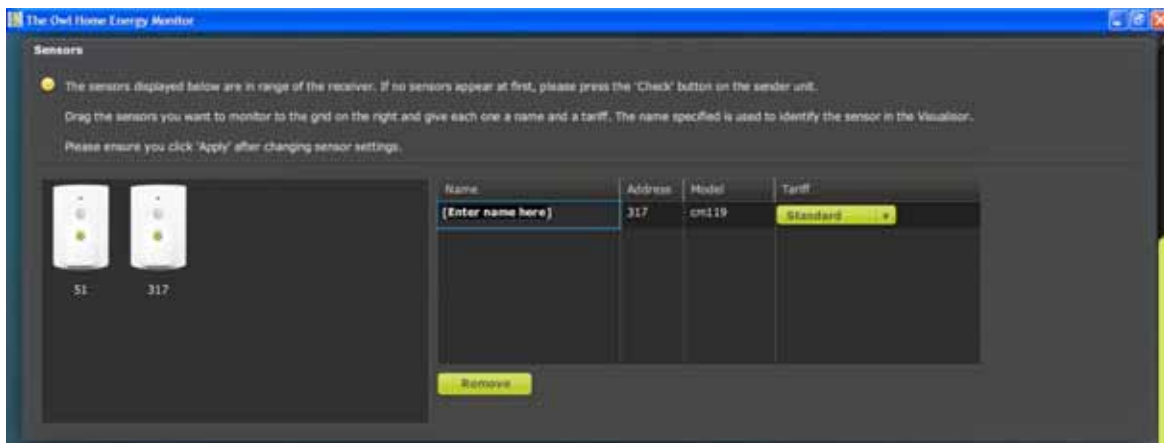 The Owl Home Energy Monitor
Sensors
The sensors displayed below are in range of the receiver. If no sensors appear at first, please press the 'Check' button on the sender unit.
Drag the sensors you want to monitor to the grid on the right and give each one a name and a tariff. The name specified is used to identify the sensor in the Visualisor.
Please ensure you click 'Apply' after changing sensor settings.
Name Address Model Tariff
[Enter name here] 317 cm119 Standard
51 317
Remove